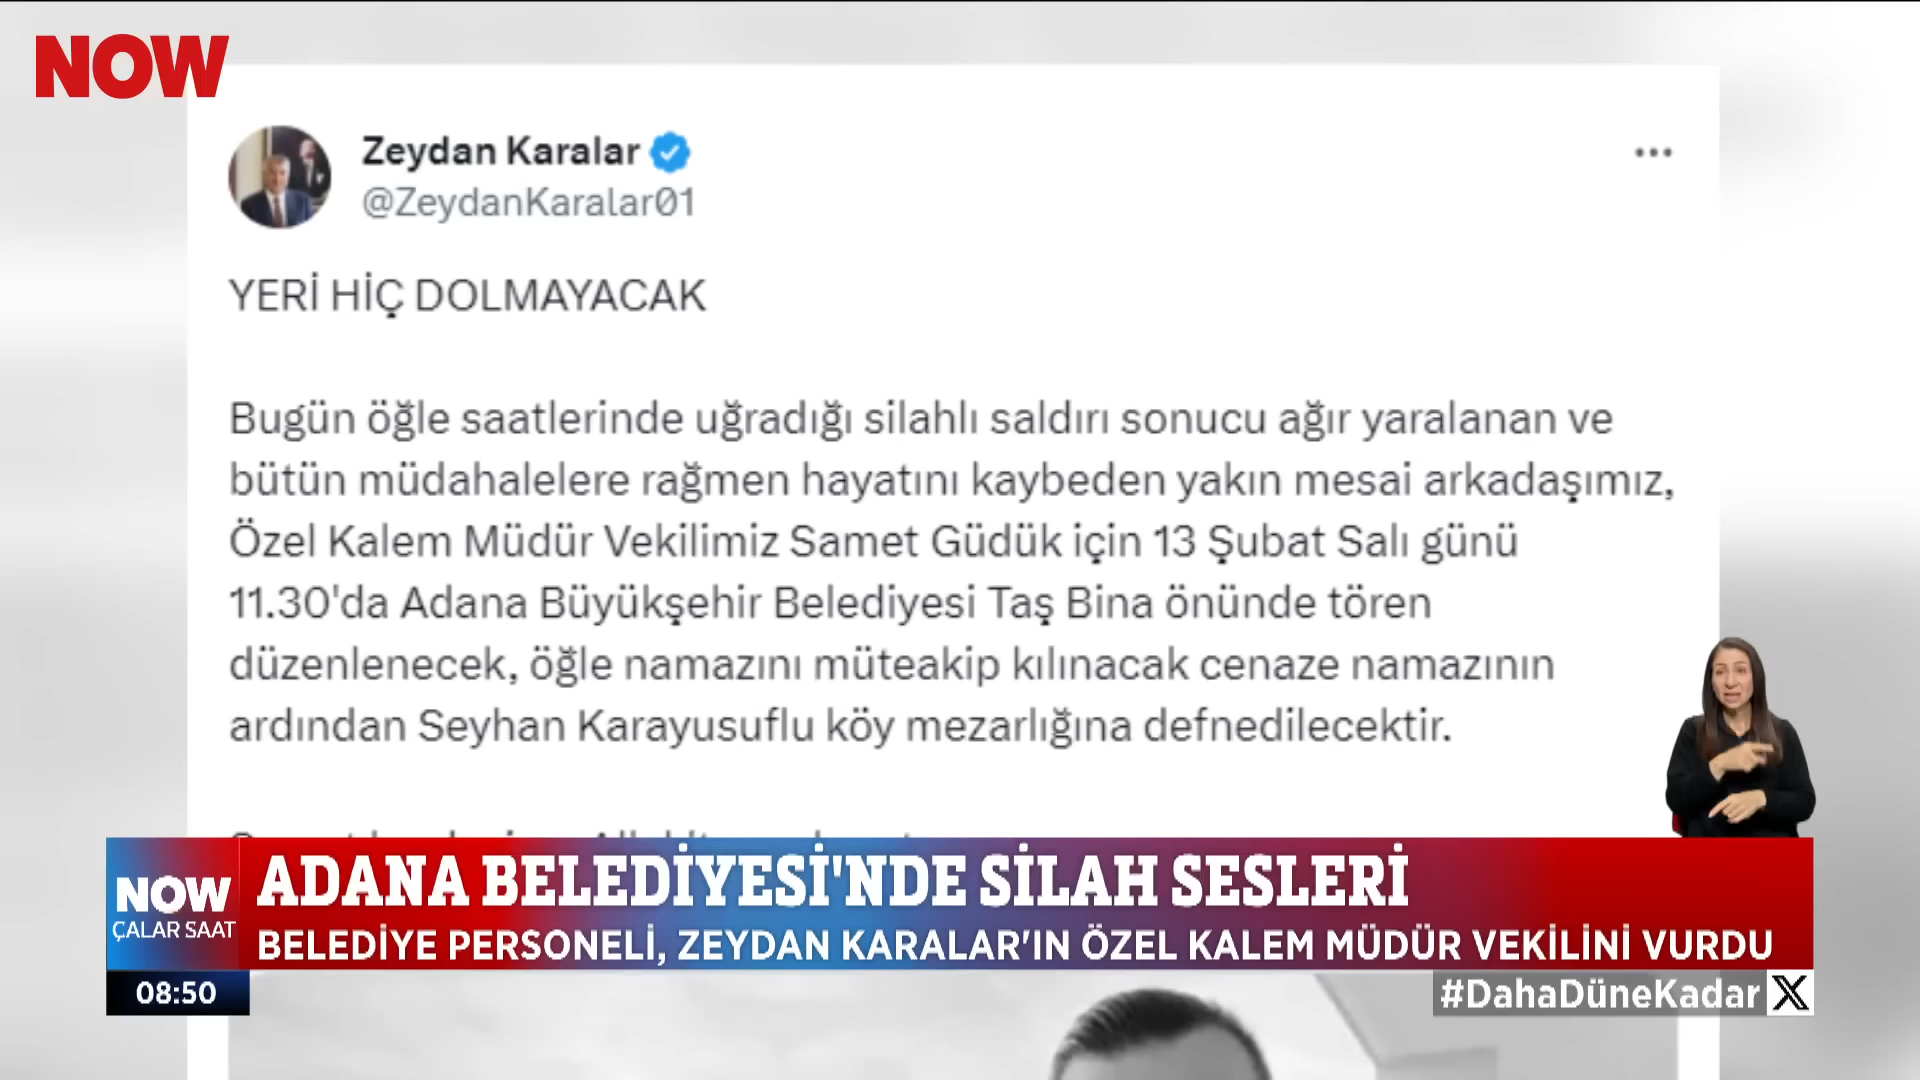 NOW
Zeydan Karalar
@ZeydanKaralar01
YERİ HİÇ DOLMAYACAK
Bugün öğle saatlerinde uğradığı silahlı saldırı sonucu ağır yaralanan ve
bütün müdahalelere rağmen hayatını kaybeden yakın mesai arkadaşımız,
Özel Kalem Müdür Vekilimiz Samet Güdük için 13 Şubat Salı günü
11.30'da Adana Büyükşehir Belediyesi Taş Bina önünde tören
düzenlenecek, öğle namazını müteakip kılınacak cenaze namazının
ardından Seyhan Karayusuflu köy mezarlığına defnedilecektir.
NOW
ÇALAR SAAT
ADANA BELEDİYESİ'NDE SİLAH SESLERİ
BELEDİYE PERSONELİ, ZEYDAN KARALAR'IN ÖZEL KALEM MÜDÜR VEKİLİNİ VURDU
08:50
#DahaDüneKadar X